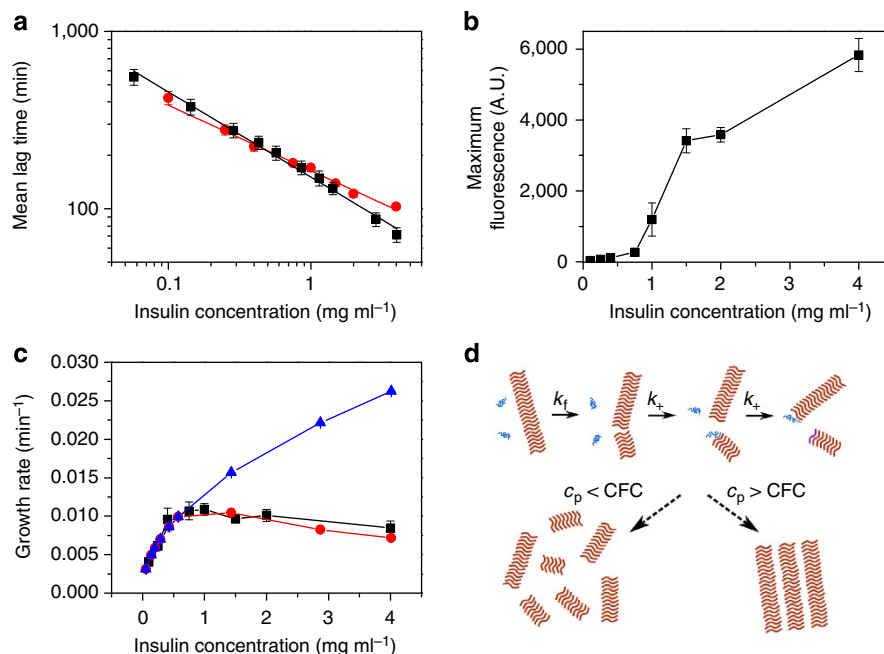 a
1,000
100
Mean lag time (min)
0.1
1
Insulin concentration (mg ml⁻¹)
b
6,000
4,000
2,000
0
Maximum
fluorescence (A.U.)
0
1
2
3
4
Insulin concentration (mg ml⁻¹)
c
0.030
0.025
0.020
0.015
0.010
0.005
0.000
Growth rate (min⁻¹)
0
1
2
3
4
Insulin concentration (mg ml⁻¹)
d
k_f
k_+
k_+
c_p < CFC
c_p > CFC